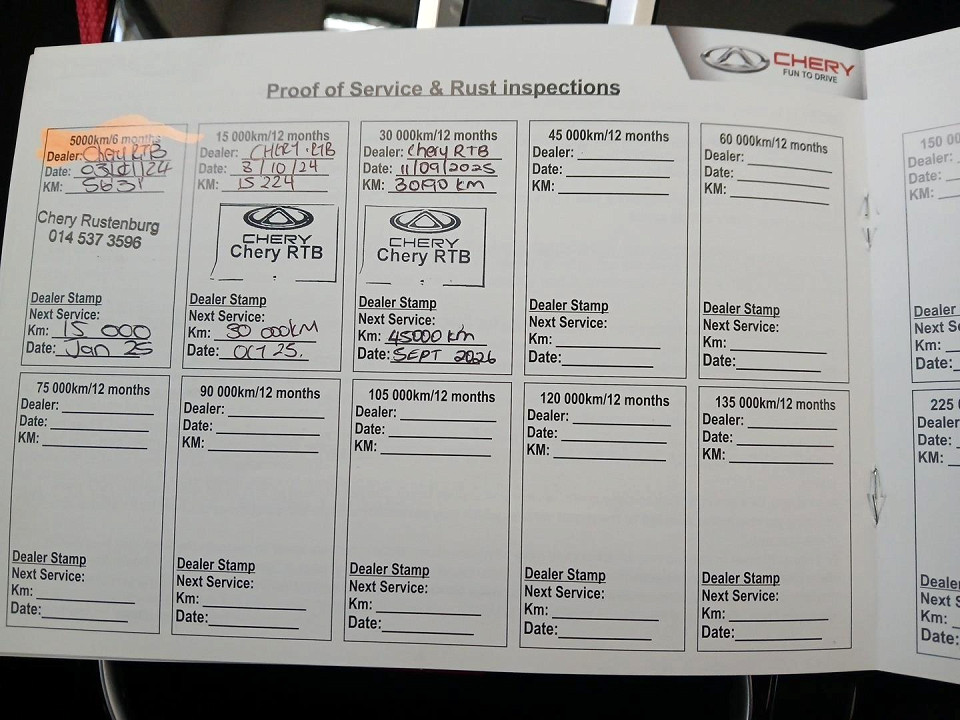 CHERY
FUN TO DRIVE
Proof of Service & Rust inspections
5000km/6 months
Dealer: Chery RTB
Date: 03/01/24
KM: 5631
Chery Rustenburg
014 537 3596
Dealer Stamp
Next Service:
Km: 15 000
Date: Jan 25
15 000km/12 months
Dealer: CHERY.RTB
Date: 3/10/24
KM: 15 224
CHERY
Chery RTB
Dealer Stamp
Next Service:
Km: 30 000KM
Date: OCT 25.
30 000km/12 months
Dealer: Chery RTB
Date: 11/09/2025
KM: 30190 km
CHERY
Chery RTB
Dealer Stamp
Next Service:
Km: 45000 km
Date: SEPT 2026
45 000km/12 months
Dealer:
Date:
KM:
Dealer Stamp
Next Service:
Km:
Date:
60 000km/12 months
Dealer:
Date:
KM:
Dealer Stamp
Next Service:
Km:
Date:
75 000km/12 months
Dealer:
Date:
KM:
Dealer Stamp
Next Service:
Km:
Date:
90 000km/12 months
Dealer:
Date:
KM:
Dealer Stamp
Next Service:
Km:
Date:
105 000km/12 months
Dealer:
Date:
KM:
Dealer Stamp
Next Service:
Km:
Date:
120 000km/12 months
Dealer:
Date:
KM:
Dealer Stamp
Next Service:
Km:
Date:
135 000km/12 months
Dealer:
Date:
KM:
Dealer Stamp
Next Service:
Km:
Date:
150 00
Dealer:
Date:
KM:
Dealer
Next S
Km:
Date:
225 0
Dealer
Date:
KM:
Dealer
Next S
Km:
Date: